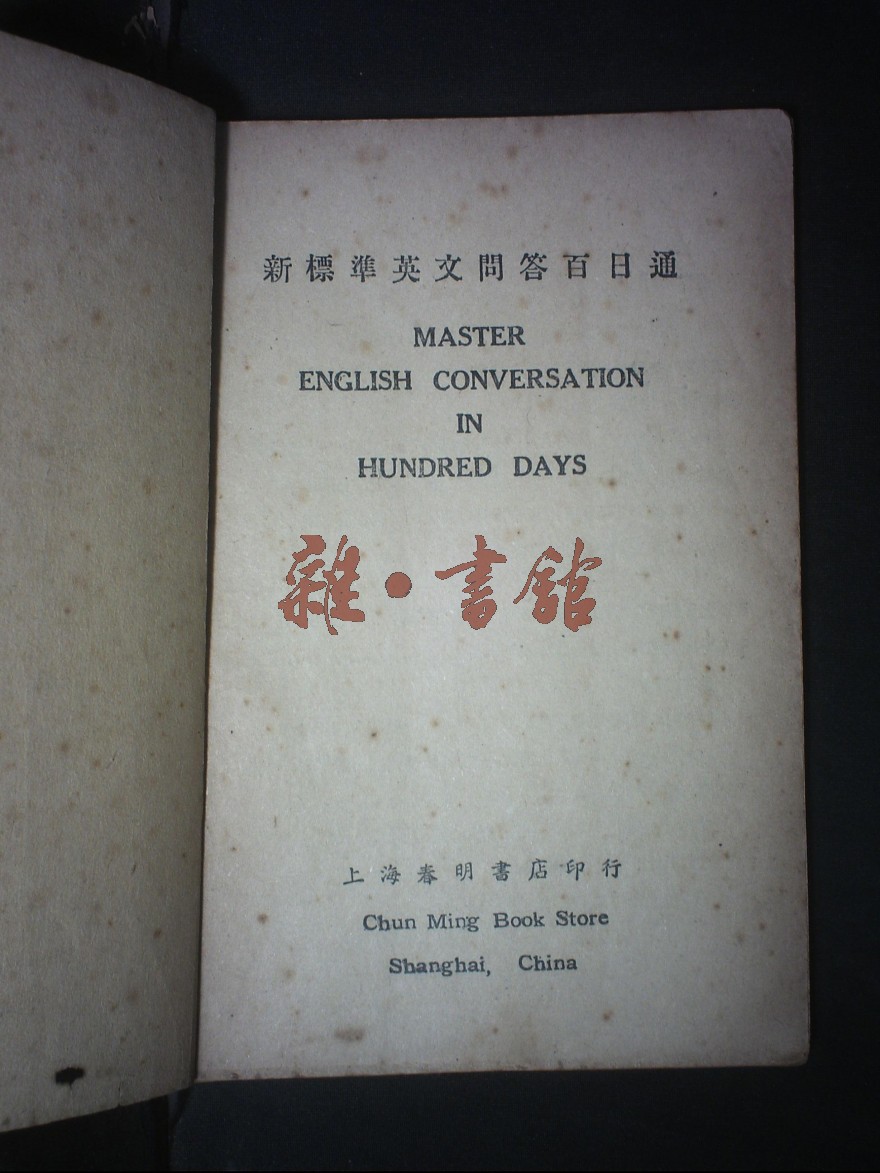 新標準英文問答百日通
MASTER
ENGLISH CONVERSATION
IN
HUNDRED DAYS
雜·書館
上海春明書店印行
Chun Ming Book Store
Shanghai, China